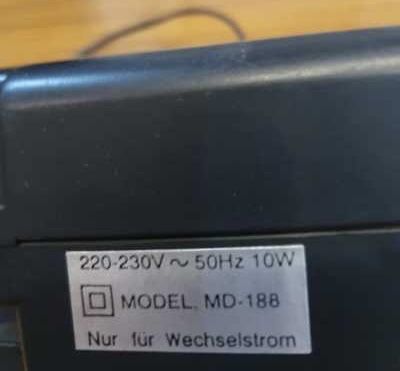 220-230V ~ 50Hz 10W
MODEL. MD-188
Nur für Wechselstrom